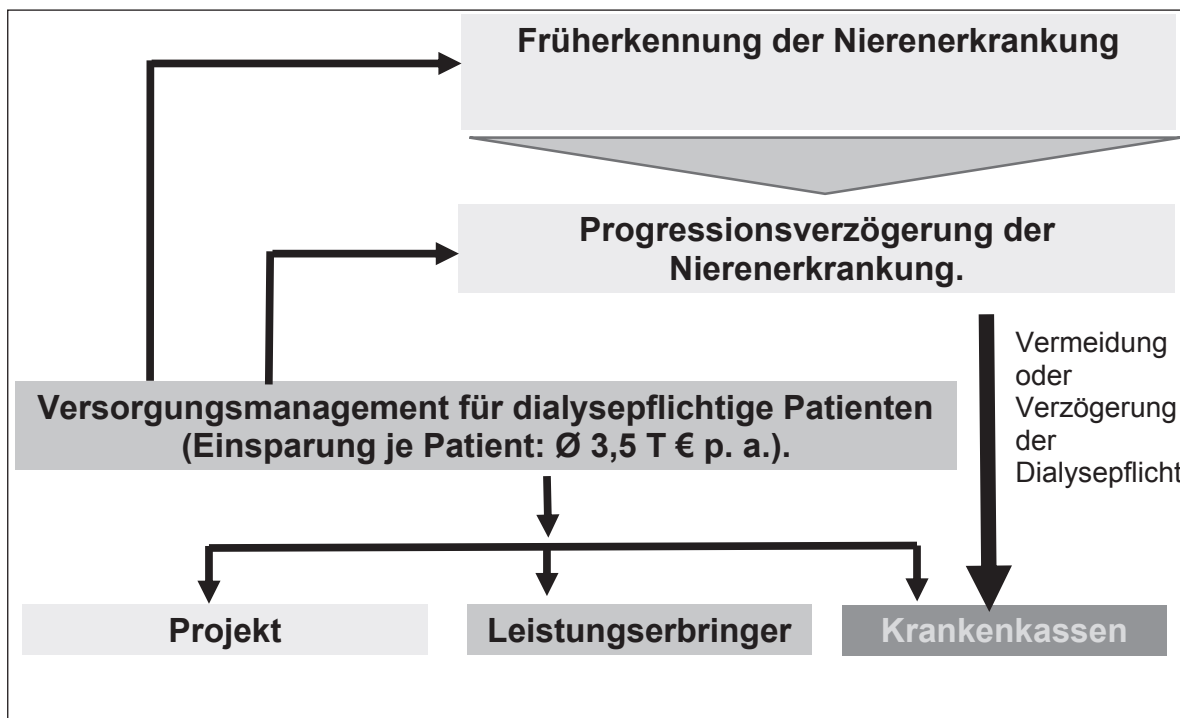 Früherkennung der Nierenerkrankung
Progressionsverzögerung der
Nierenerkrankung.
Vermeidung
oder
Verzögerung
der
Dialysepflicht
Versorgungsmanagement für dialysepflichtige Patienten
(Einsparung je Patient: Ø 3,5 T € p. a.).
Projekt
Leistungserbringer
Krankenkassen